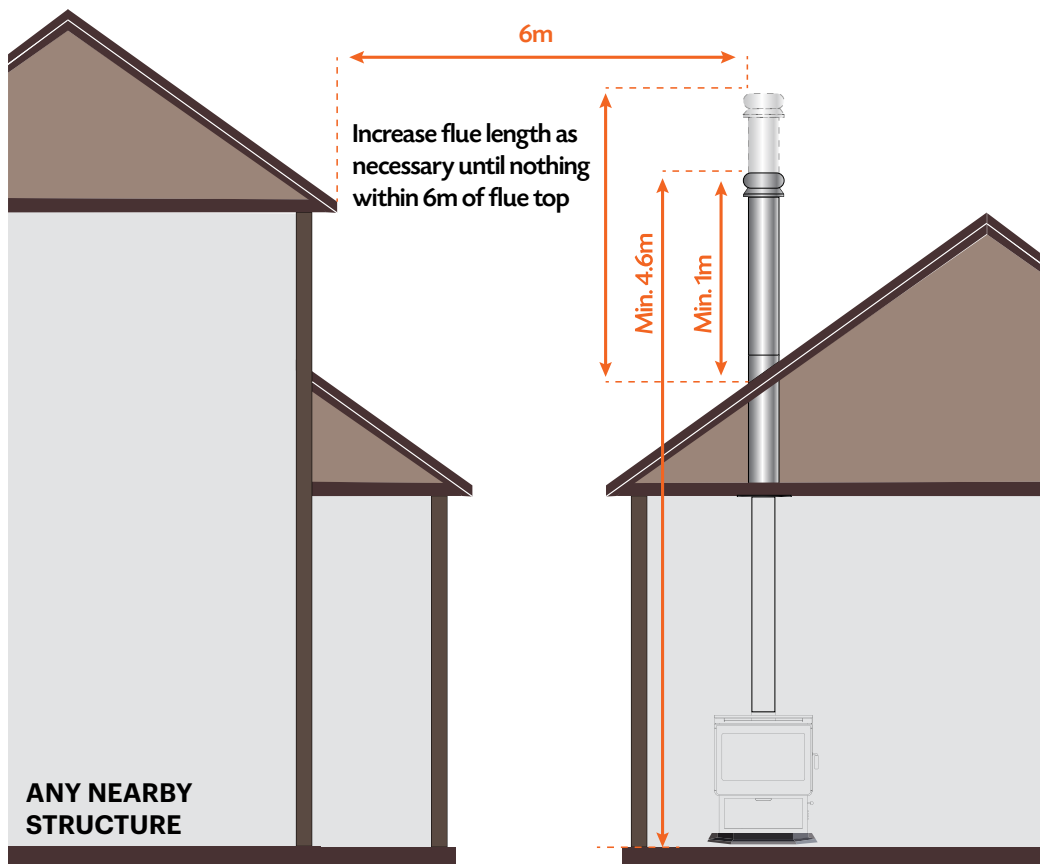 6m
Increase flue length as
necessary until nothing
within 6m of flue top
Min. 4.6m
Min. 1m
ANY NEARBY
STRUCTURE